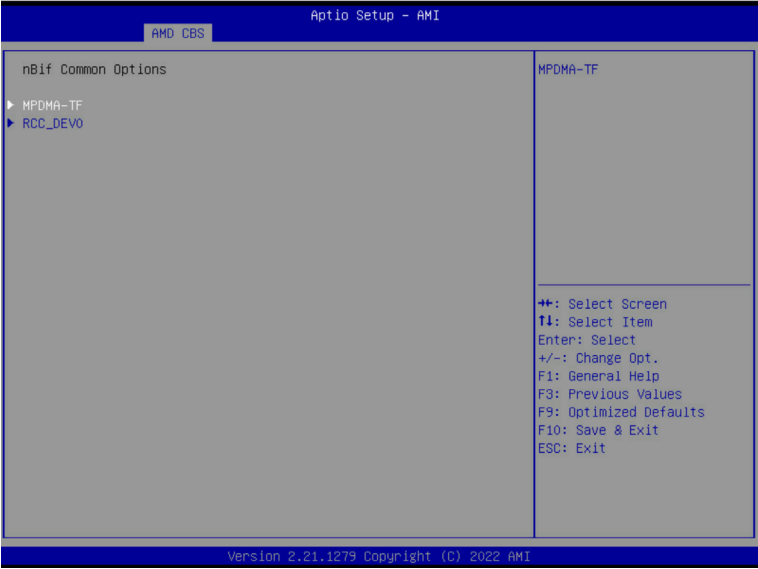 Aptio Setup – AMI
AMD CBS
nBif Common Options
MPDMA-TF
RCC_DEV0
MPDMA-TF
→←: Select Screen
↑↓: Select Item
Enter: Select
+/-: Change Opt.
F1: General Help
F3: Previous Values
F9: Optimized Defaults
F10: Save & Exit
ESC: Exit
Version 2.21.1279 Copyright (C) 2022 AMI